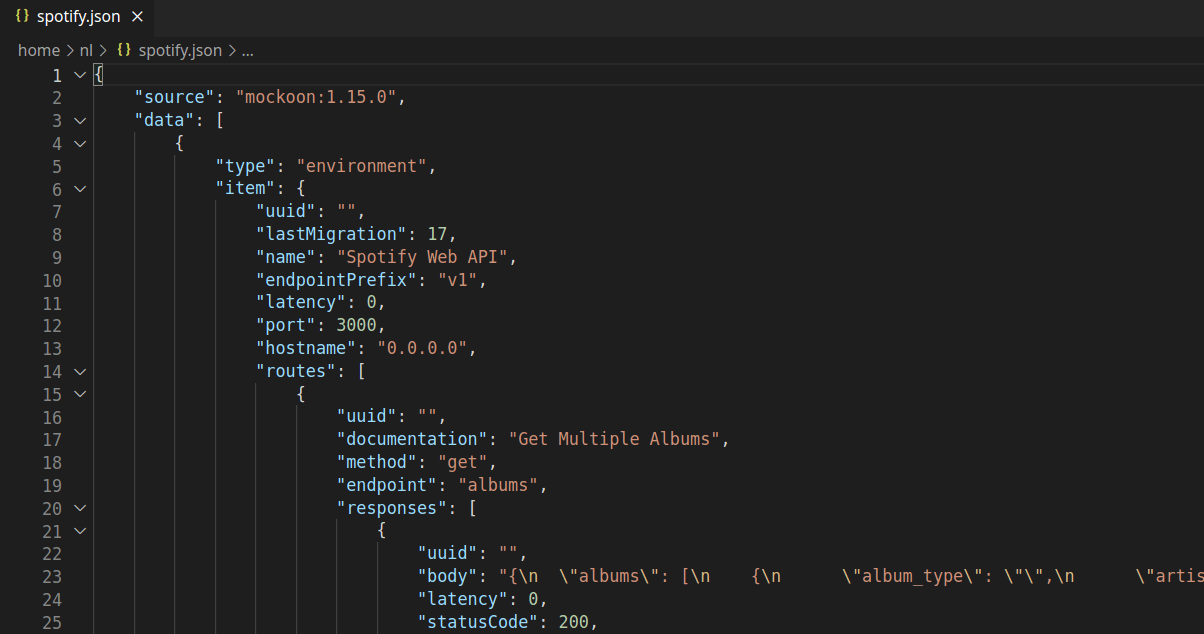 {} spotify.json ×
home > nl > {} spotify.json > ...
1 {
2     "source": "mockoon:1.15.0",
3     "data": [
4         {
5             "type": "environment",
6             "item": {
7                 "uuid": "",
8                 "lastMigration": 17,
9                 "name": "Spotify Web API",
10                 "endpointPrefix": "v1",
11                 "latency": 0,
12                 "port": 3000,
13                 "hostname": "0.0.0.0",
14                 "routes": [
15                     {
16                         "uuid": "",
17                         "documentation": "Get Multiple Albums",
18                         "method": "get",
19                         "endpoint": "albums",
20                         "responses": [
21                             {
22                                 "uuid": "",
23                                 "body": "{\n  \"albums\": [\n    {\n      \"album_type\": \"\",\n      \"artis
24                                 "latency": 0,
25                                 "statusCode": 200,